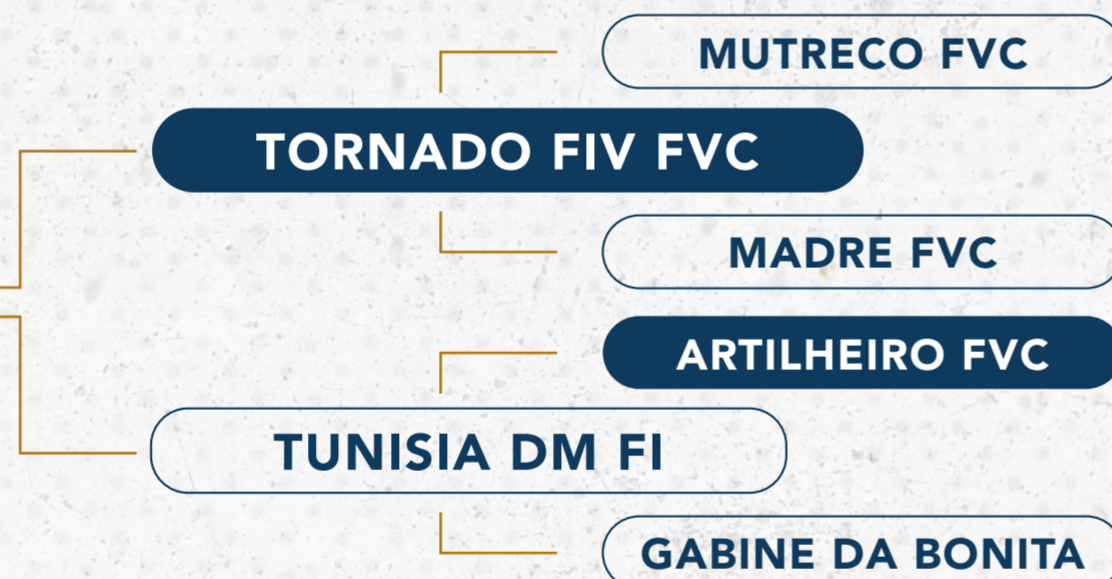 MUTRECO FVC
TORNADO FIV FVC
MADRE FVC
ARTILHEIRO FVC
TUNISIA DM FI
GABINE DA BONITA